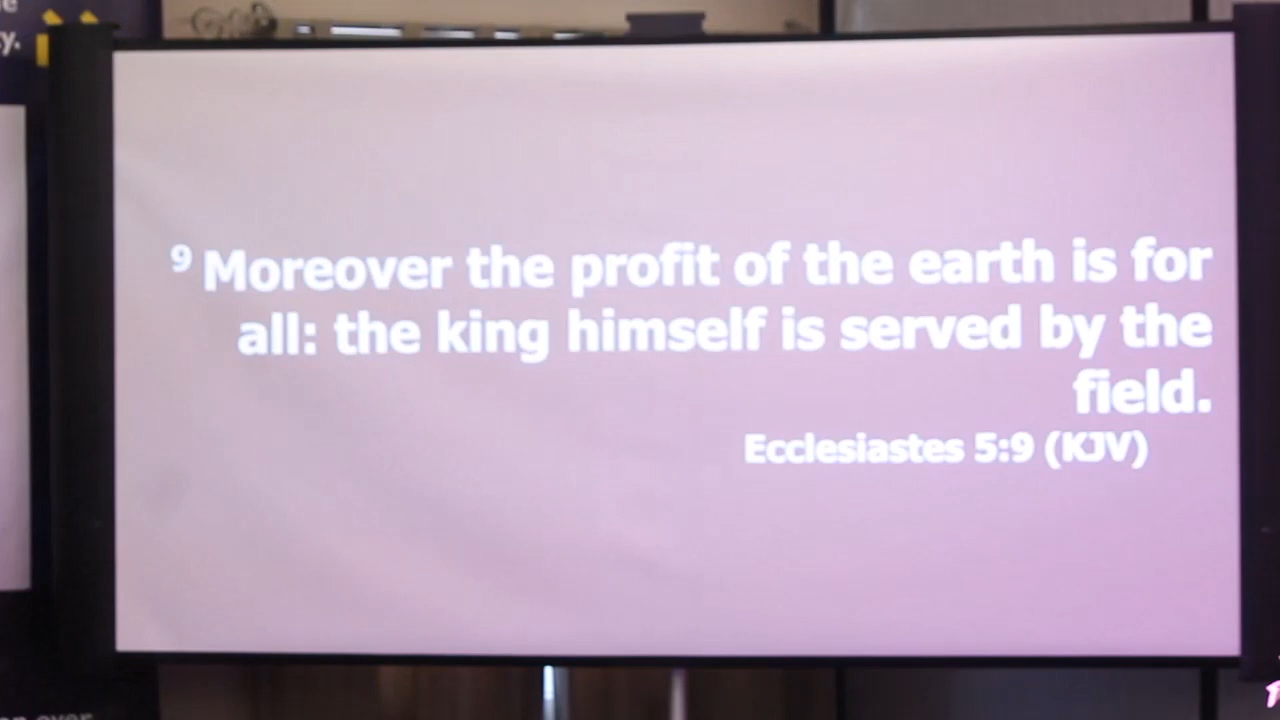 9 Moreover the profit of the earth is for
all: the king himself is served by the
field.
Ecclesiastes 5:9 (KJV)